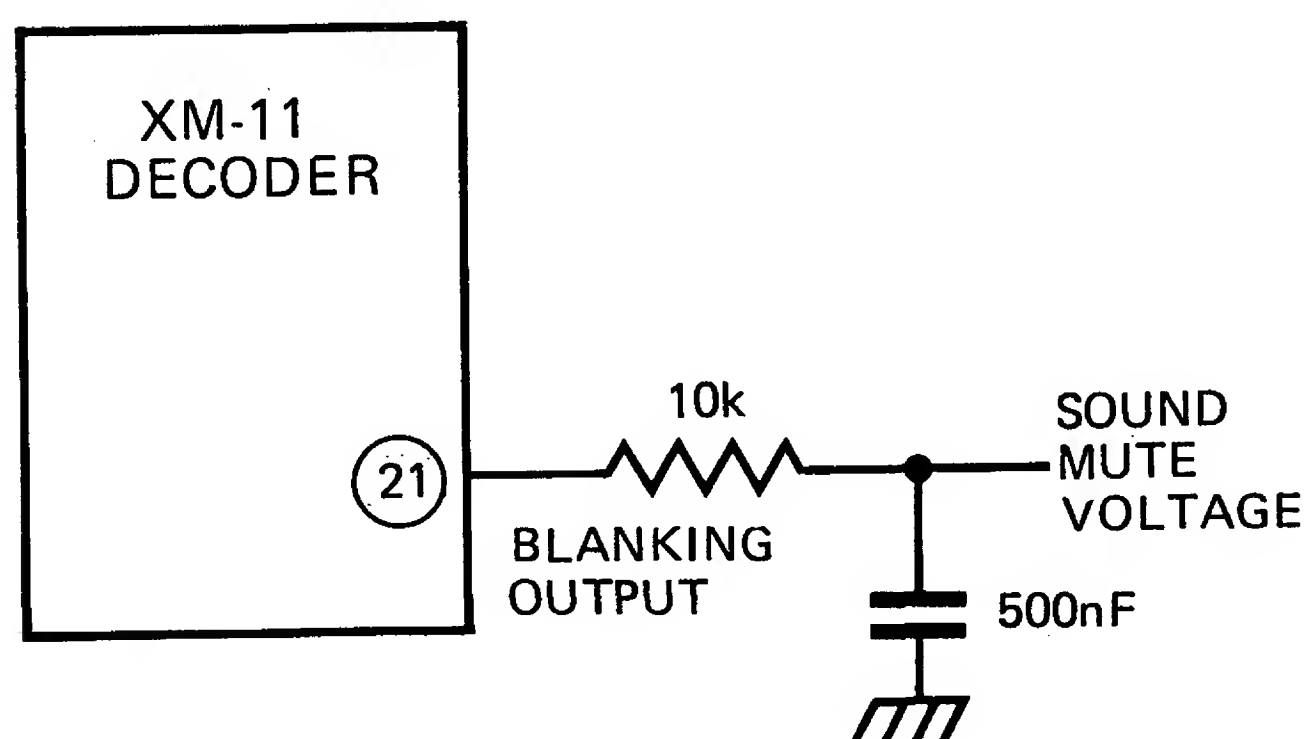 XM-11
DECODER
10k
SOUND
MUTE
VOLTAGE
21
BLANKING
OUTPUT
500nF